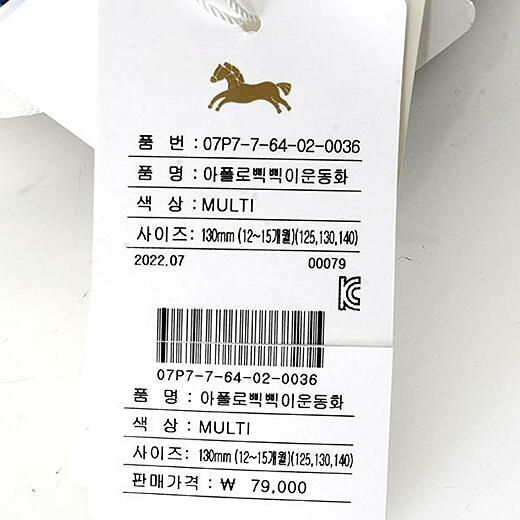 품 번 : 07P7-7-64-02-0036
품 명 : 아폴로삑삑이운동화
색 상 : MULTI
사이즈: 130mm (12~15개월)(125,130,140)
2022.07 00079
KC
07P7-7-64-02-0036
품 명 : 아폴로삑삑이운동화
색 상 : MULTI
사이즈: 130mm (12~15개월)(125,130,140)
판매가격 : ₩ 79,000